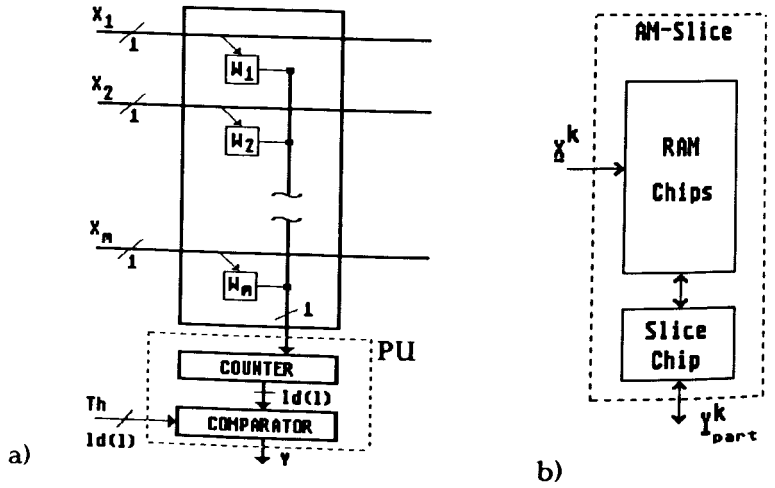 X1
1
W1
X2
1
W2
Xm
1
Wm
1
PU
COUNTER
ld(l)
Th
ld(l)
COMPARATOR
Y
a)
AM-Slice
X^k
RAM
Chips
Slice
Chip
Y^k part
b)